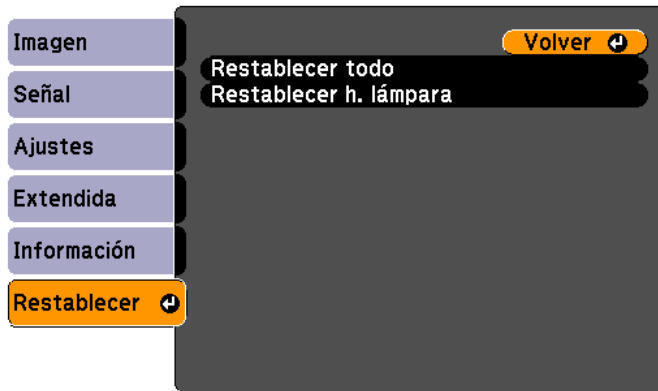 Imagen
Señal
Ajustes
Extendida
Información
Restablecer
Volver
Restablecer todo
Restablecer h. lámpara